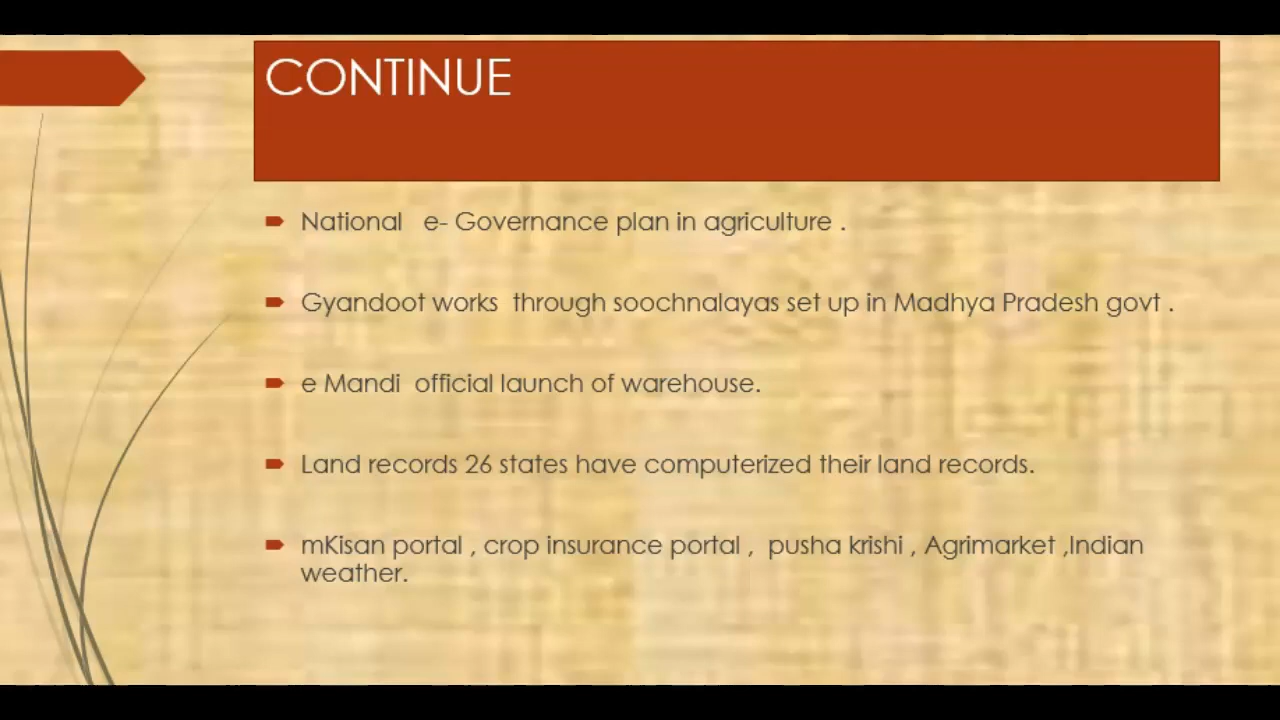 CONTINUE
National e- Governance plan in agriculture .
Gyandoot works through soochnalayas set up in Madhya Pradesh govt .
e Mandi official launch of warehouse.
Land records 26 states have computerized their land records.
mKisan portal , crop insurance portal , pusha krishi , Agrimarket ,Indian
weather.